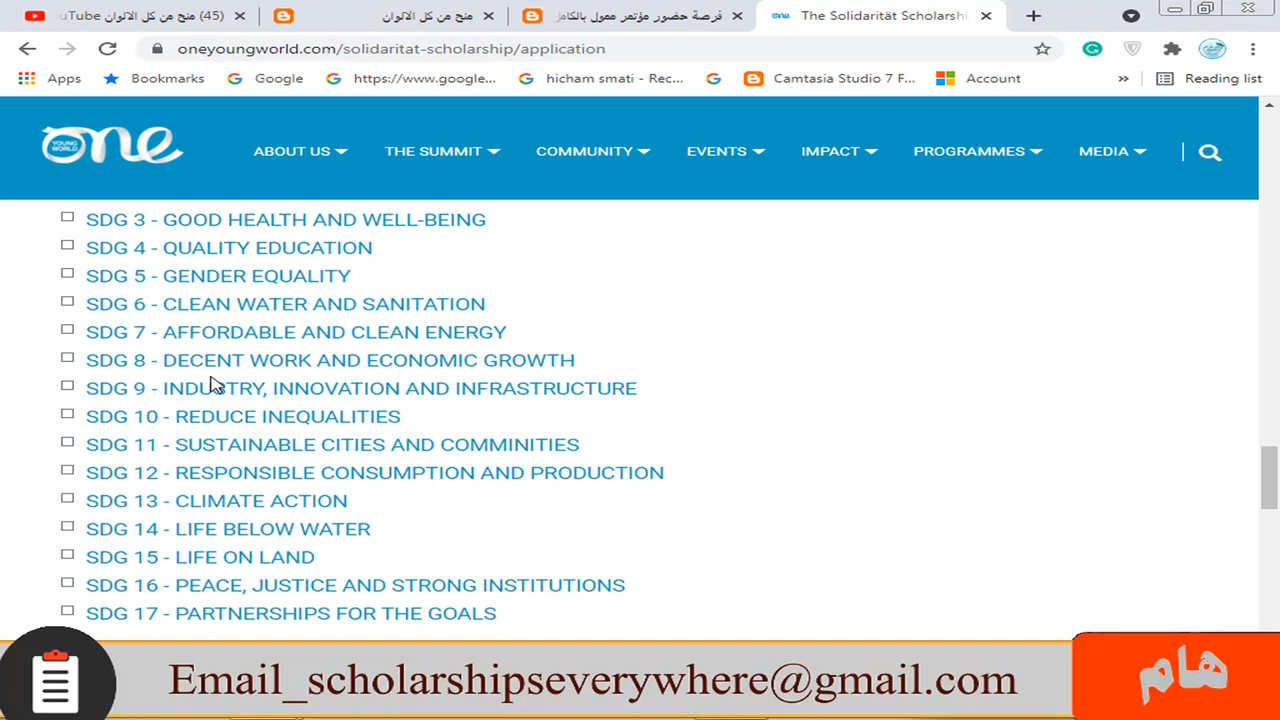 (45) منح من كل الالوان - YouTube
منح من كل الالوان
فرصة حضور مؤتمر ممول بالكامل
The Solidarität Scholarship
oneyoungworld.com/solidaritat-scholarship/application
Apps Bookmarks Google https://www.google... hicham smati - Rec... Camtasia Studio 7 F... Account » Reading list
YOUNG WORLD one
ABOUT US THE SUMMIT COMMUNITY EVENTS IMPACT PROGRAMMES MEDIA
SDG 3 - GOOD HEALTH AND WELL-BEING
SDG 4 - QUALITY EDUCATION
SDG 5 - GENDER EQUALITY
SDG 6 - CLEAN WATER AND SANITATION
SDG 7 - AFFORDABLE AND CLEAN ENERGY
SDG 8 - DECENT WORK AND ECONOMIC GROWTH
SDG 9 - INDUSTRY, INNOVATION AND INFRASTRUCTURE
SDG 10 - REDUCE INEQUALITIES
SDG 11 - SUSTAINABLE CITIES AND COMMINITIES
SDG 12 - RESPONSIBLE CONSUMPTION AND PRODUCTION
SDG 13 - CLIMATE ACTION
SDG 14 - LIFE BELOW WATER
SDG 15 - LIFE ON LAND
SDG 16 - PEACE, JUSTICE AND STRONG INSTITUTIONS
SDG 17 - PARTNERSHIPS FOR THE GOALS
Email_scholarshipseverywhere@gmail.com
هام